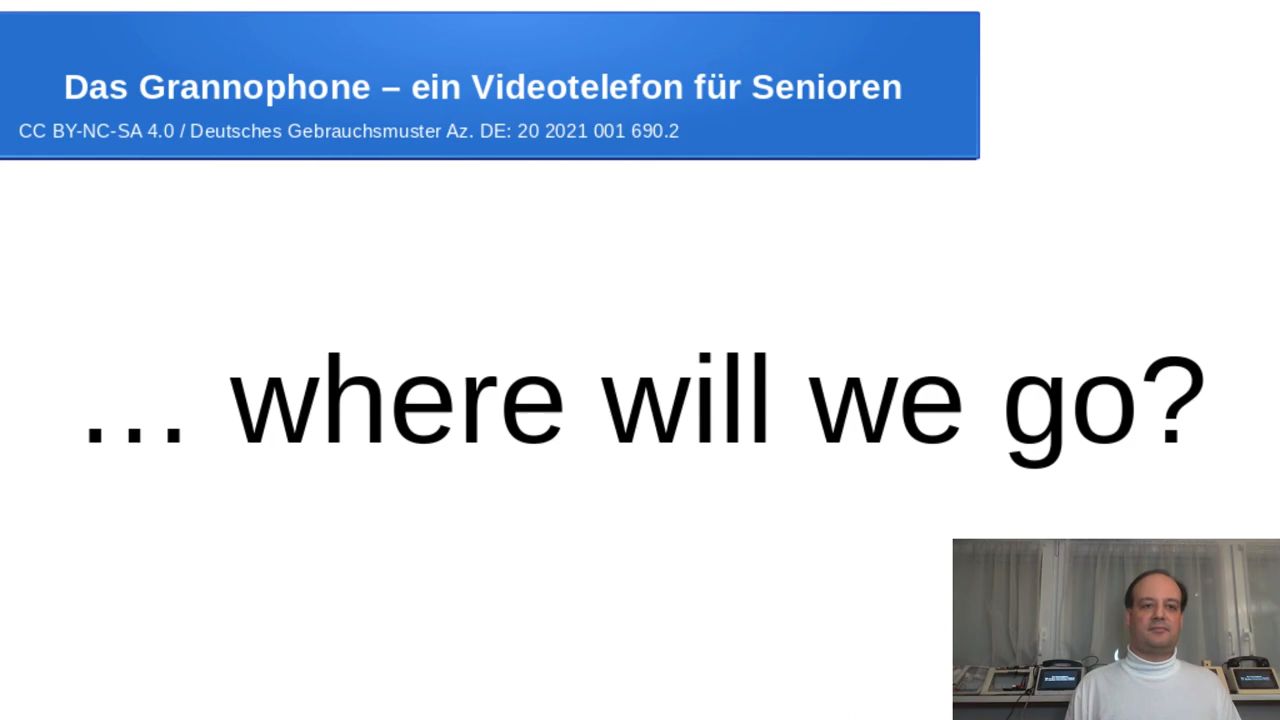 Das Grannophone – ein Videotelefon für Senioren
CC BY-NC-SA 4.0 / Deutsches Gebrauchsmuster Az. DE: 20 2021 001 690.2
… where will we go?